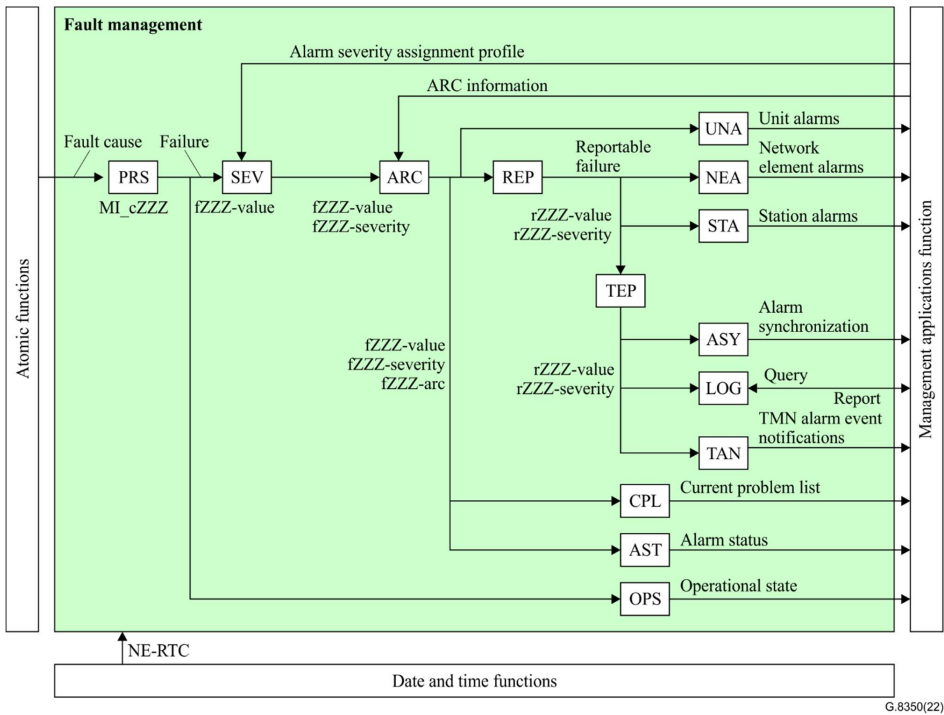 Fault management
Alarm severity assignment profile
ARC information
UNA
Unit alarms
Fault cause
Failure
Reportable
failure
Network
element alarms
PRS
SEV
ARC
REP
NEA
MI_cZZZ
fZZZ-value
fZZZ-value
fZZZ-severity
rZZZ-value
rZZZ-severity
STA
Station alarms
TEP
Alarm
synchronization
ASY
fZZZ-value
fZZZ-severity
fZZZ-arc
rZZZ-value
rZZZ-severity
LOG
Query
Report
TMN alarm event
notifications
TAN
CPL
Current problem list
AST
Alarm status
OPS
Operational state
Atomic functions
Management applications function
NE-RTC
Date and time functions
G.8350(22)